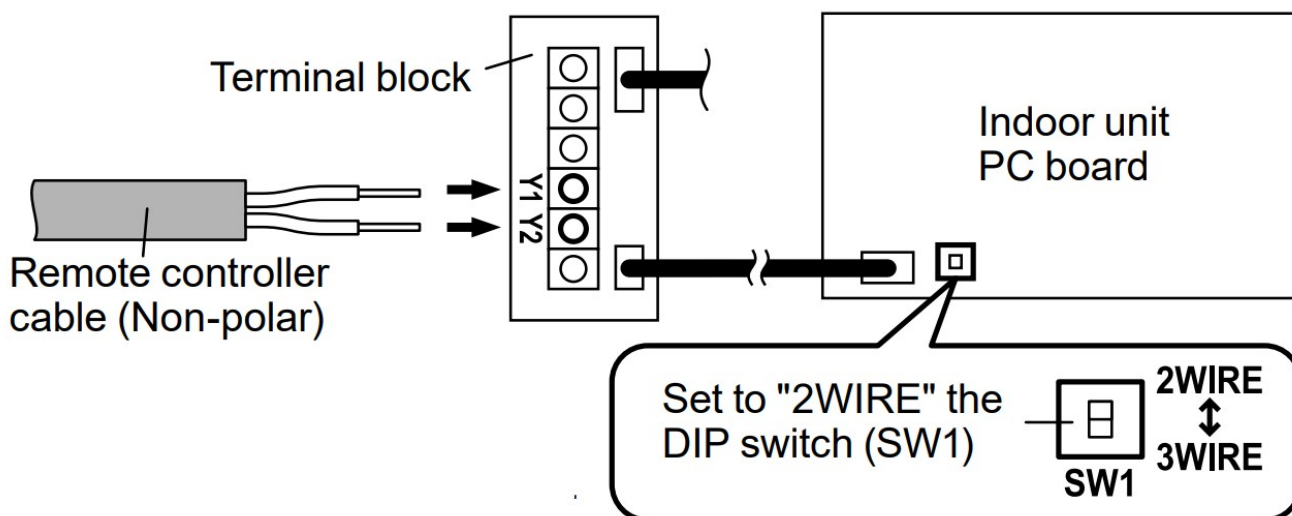 Terminal block
Indoor unit
PC board
Y1 Y2
Remote controller
cable (Non-polar)
Set to "2WIRE" the
DIP switch (SW1)
2WIRE
3WIRE
SW1